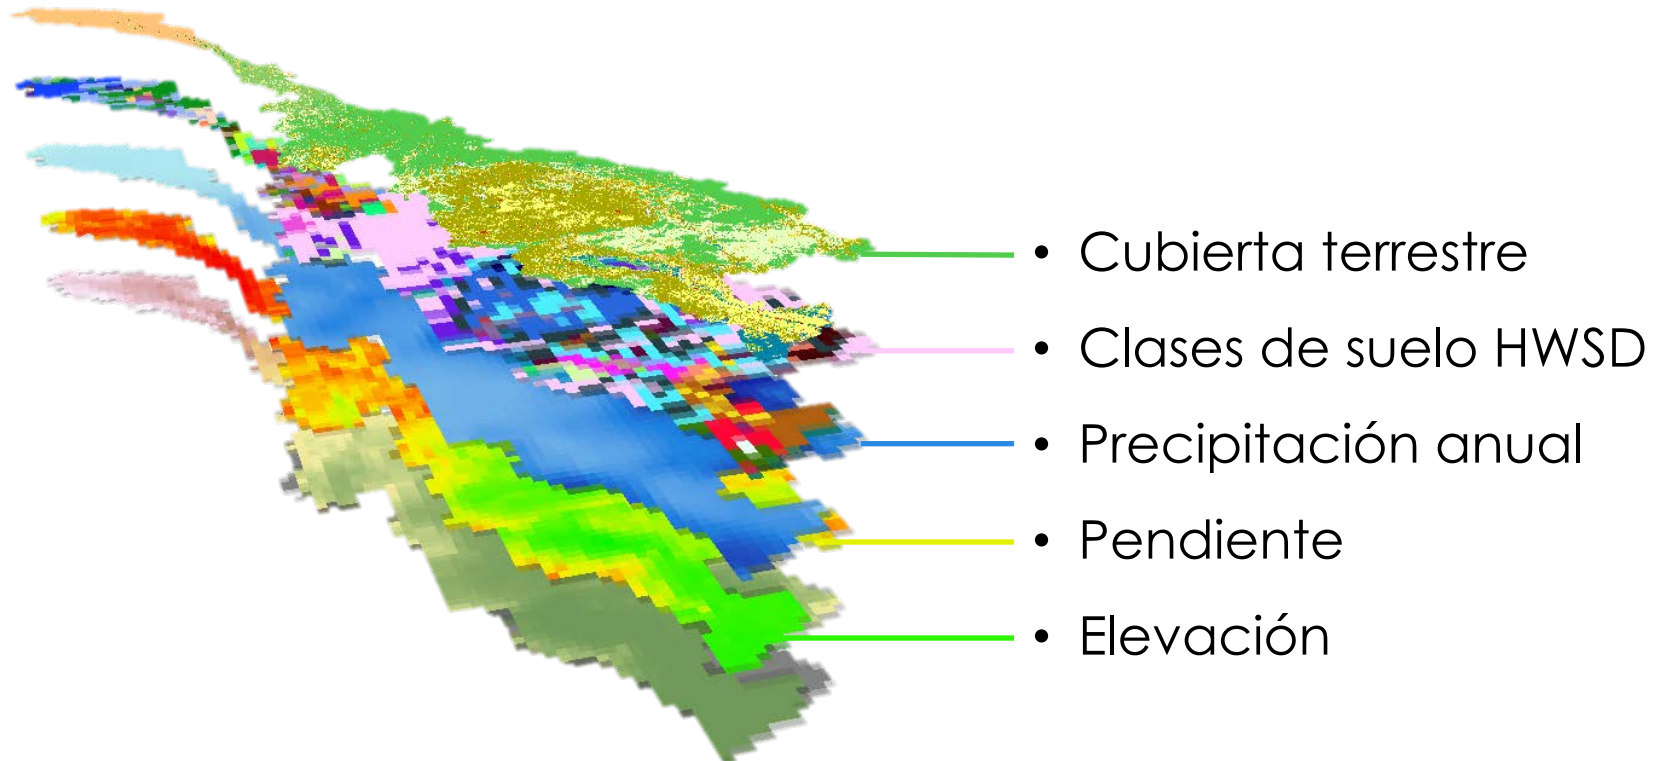 • Cubierta terrestre
• Clases de suelo HWSD
• Precipitación anual
• Pendiente
• Elevación